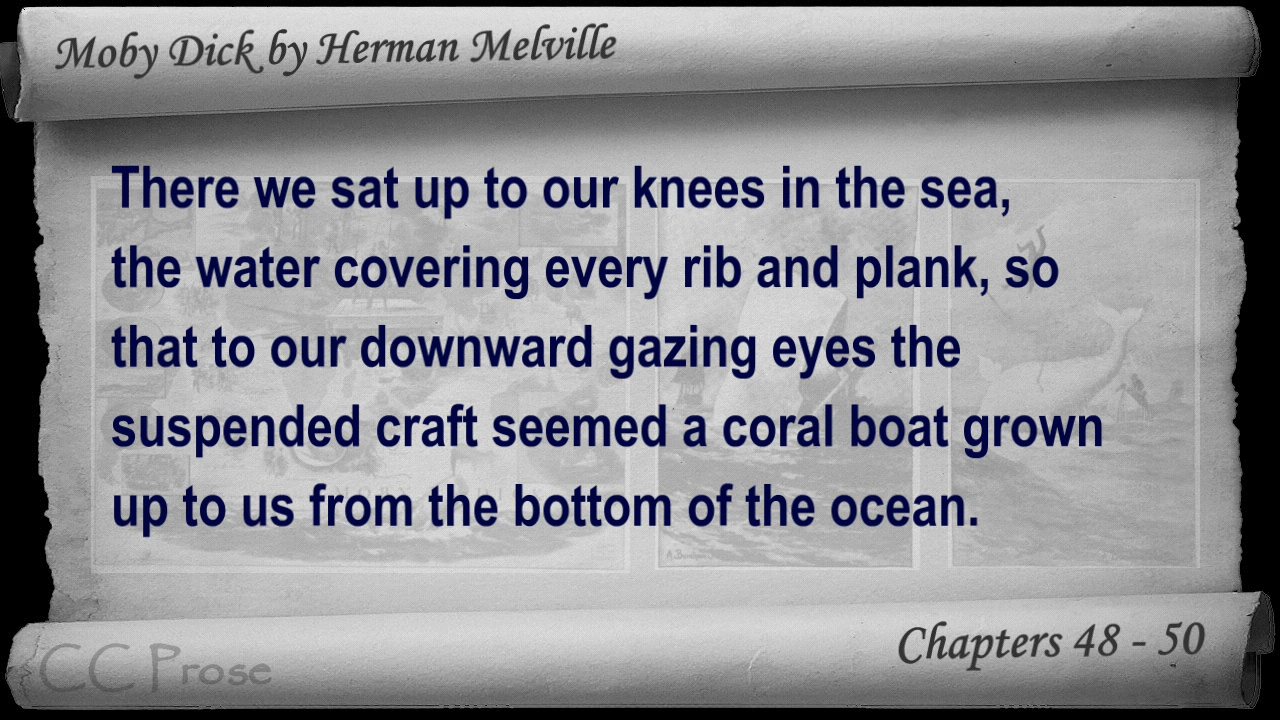 Moby Dick by Herman Melville
There we sat up to our knees in the sea,
the water covering every rib and plank, so
that to our downward gazing eyes the
suspended craft seemed a coral boat grown
up to us from the bottom of the ocean.
Chapters 48 - 50
CC Prose